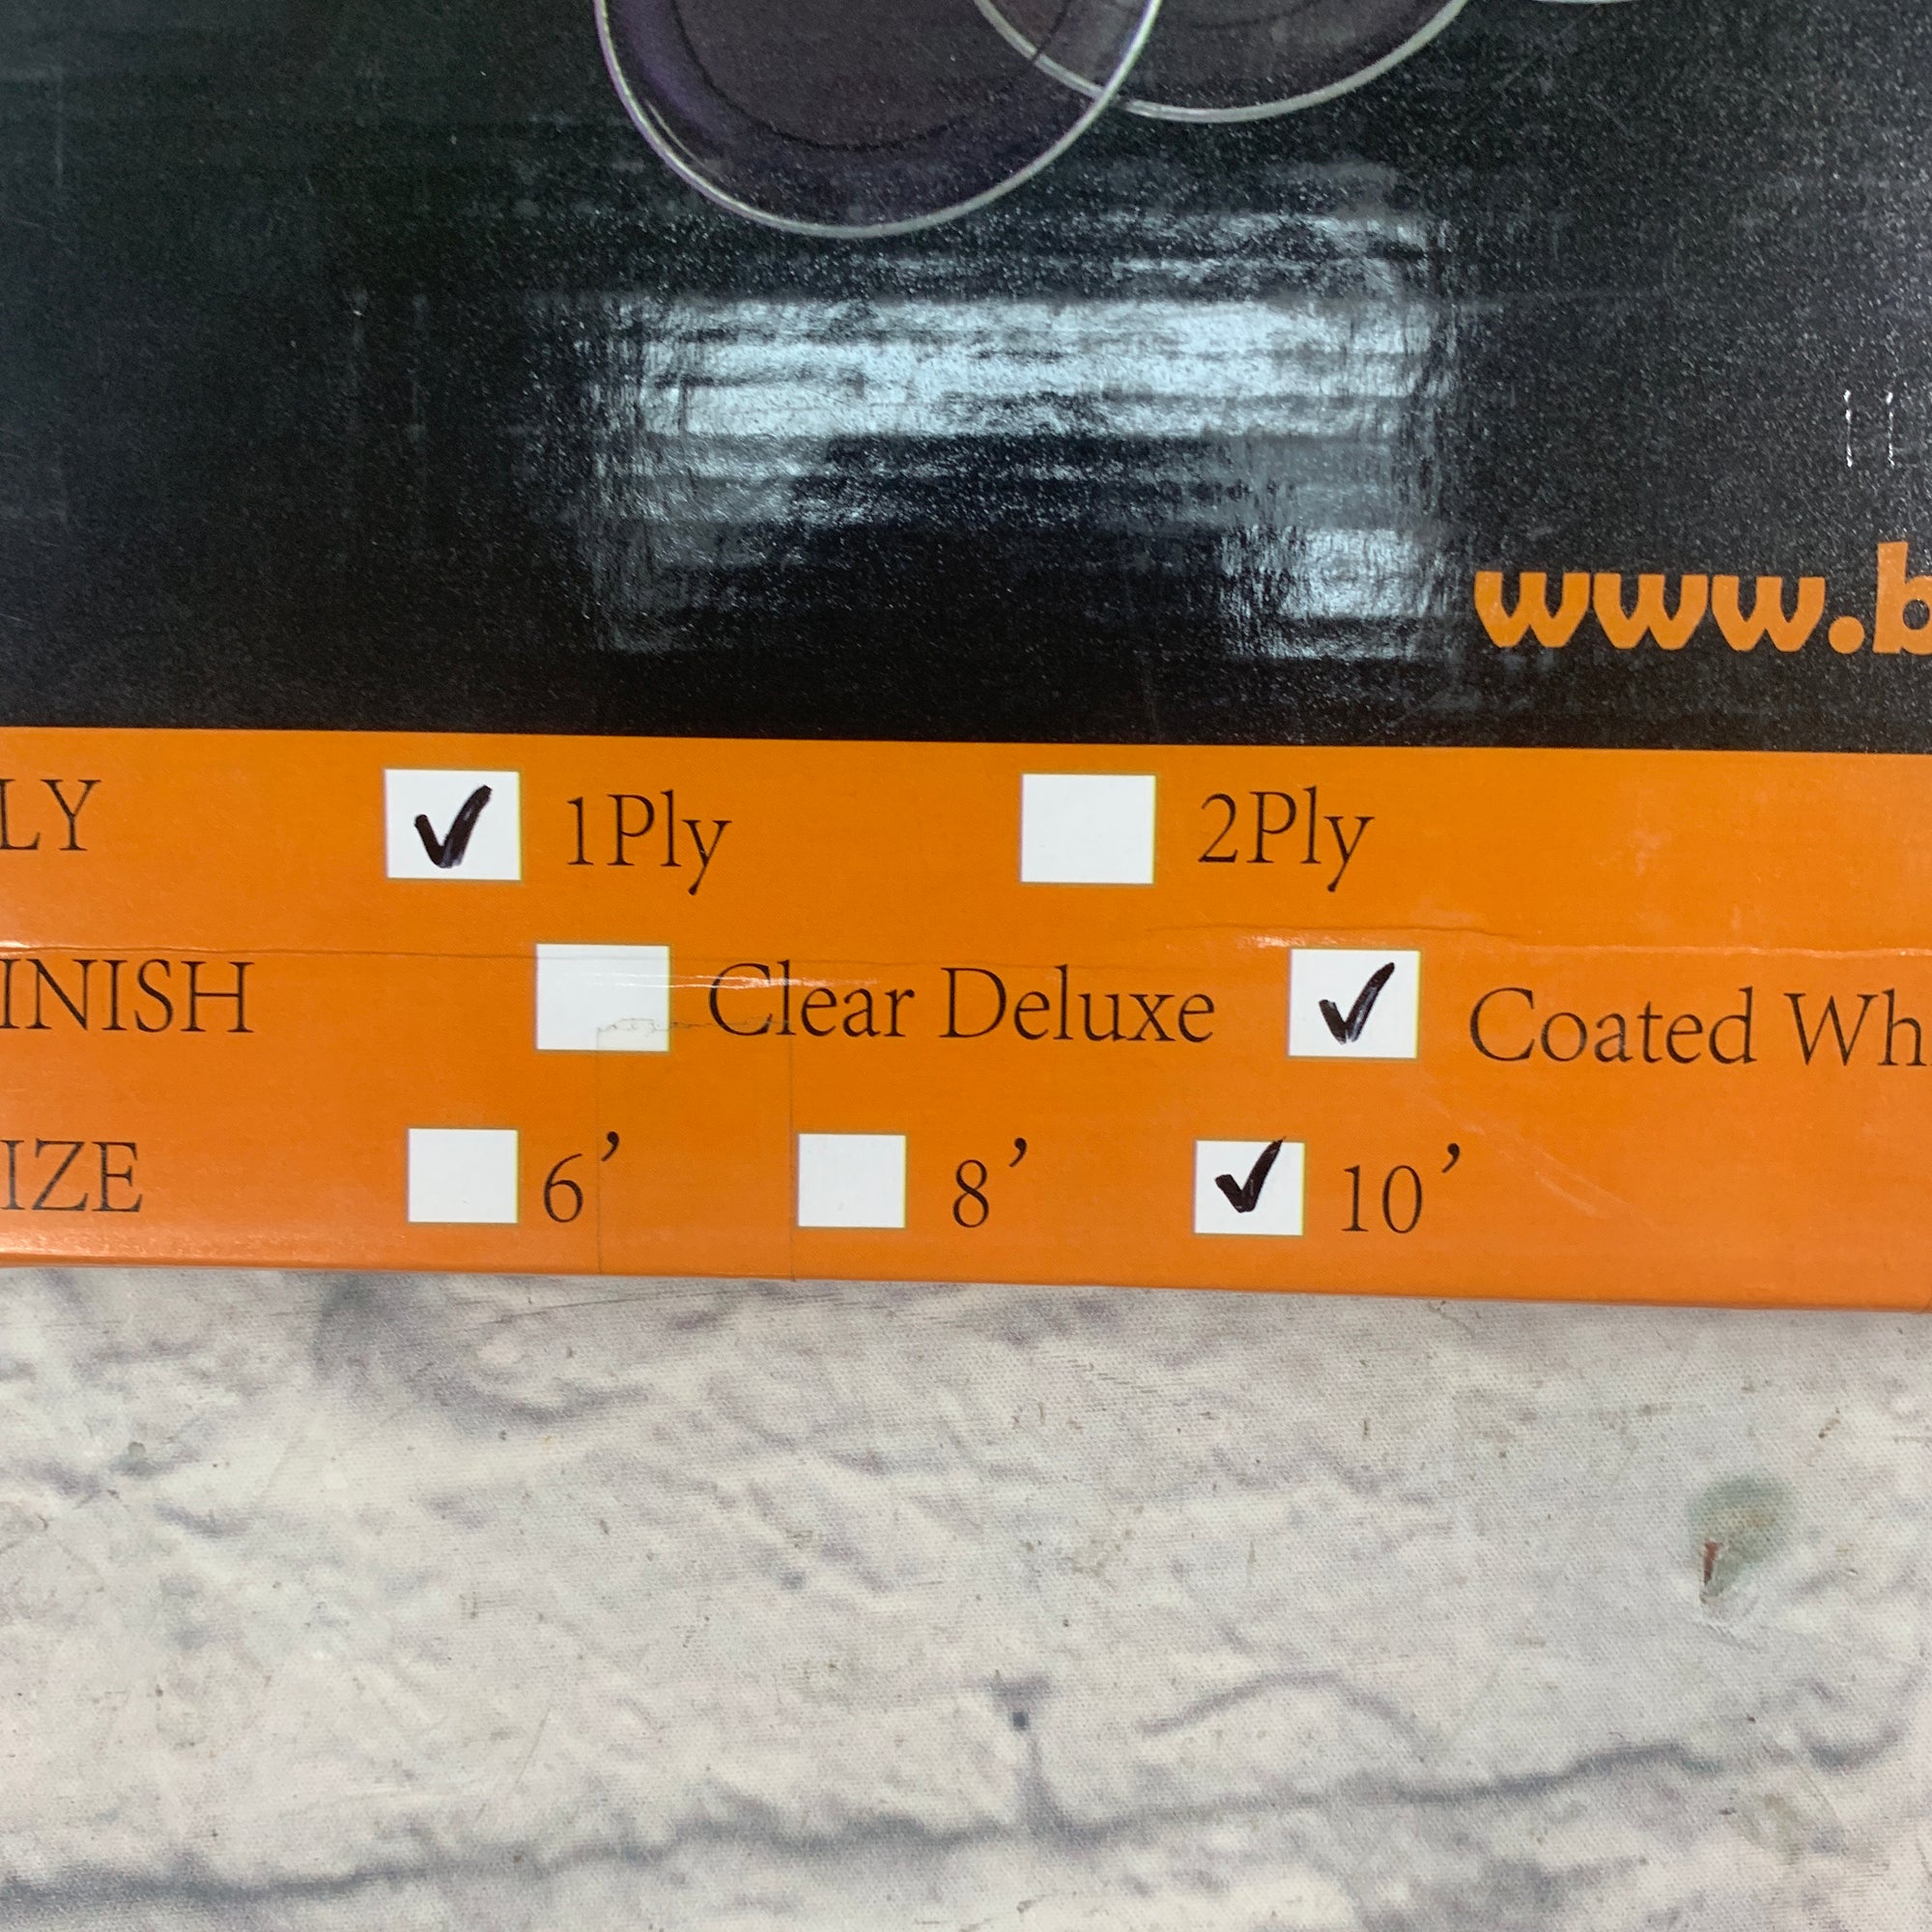 www.b
LY 1Ply 2Ply
INISH Clear Deluxe Coated Wh
IZE 6’ 8’ 10’